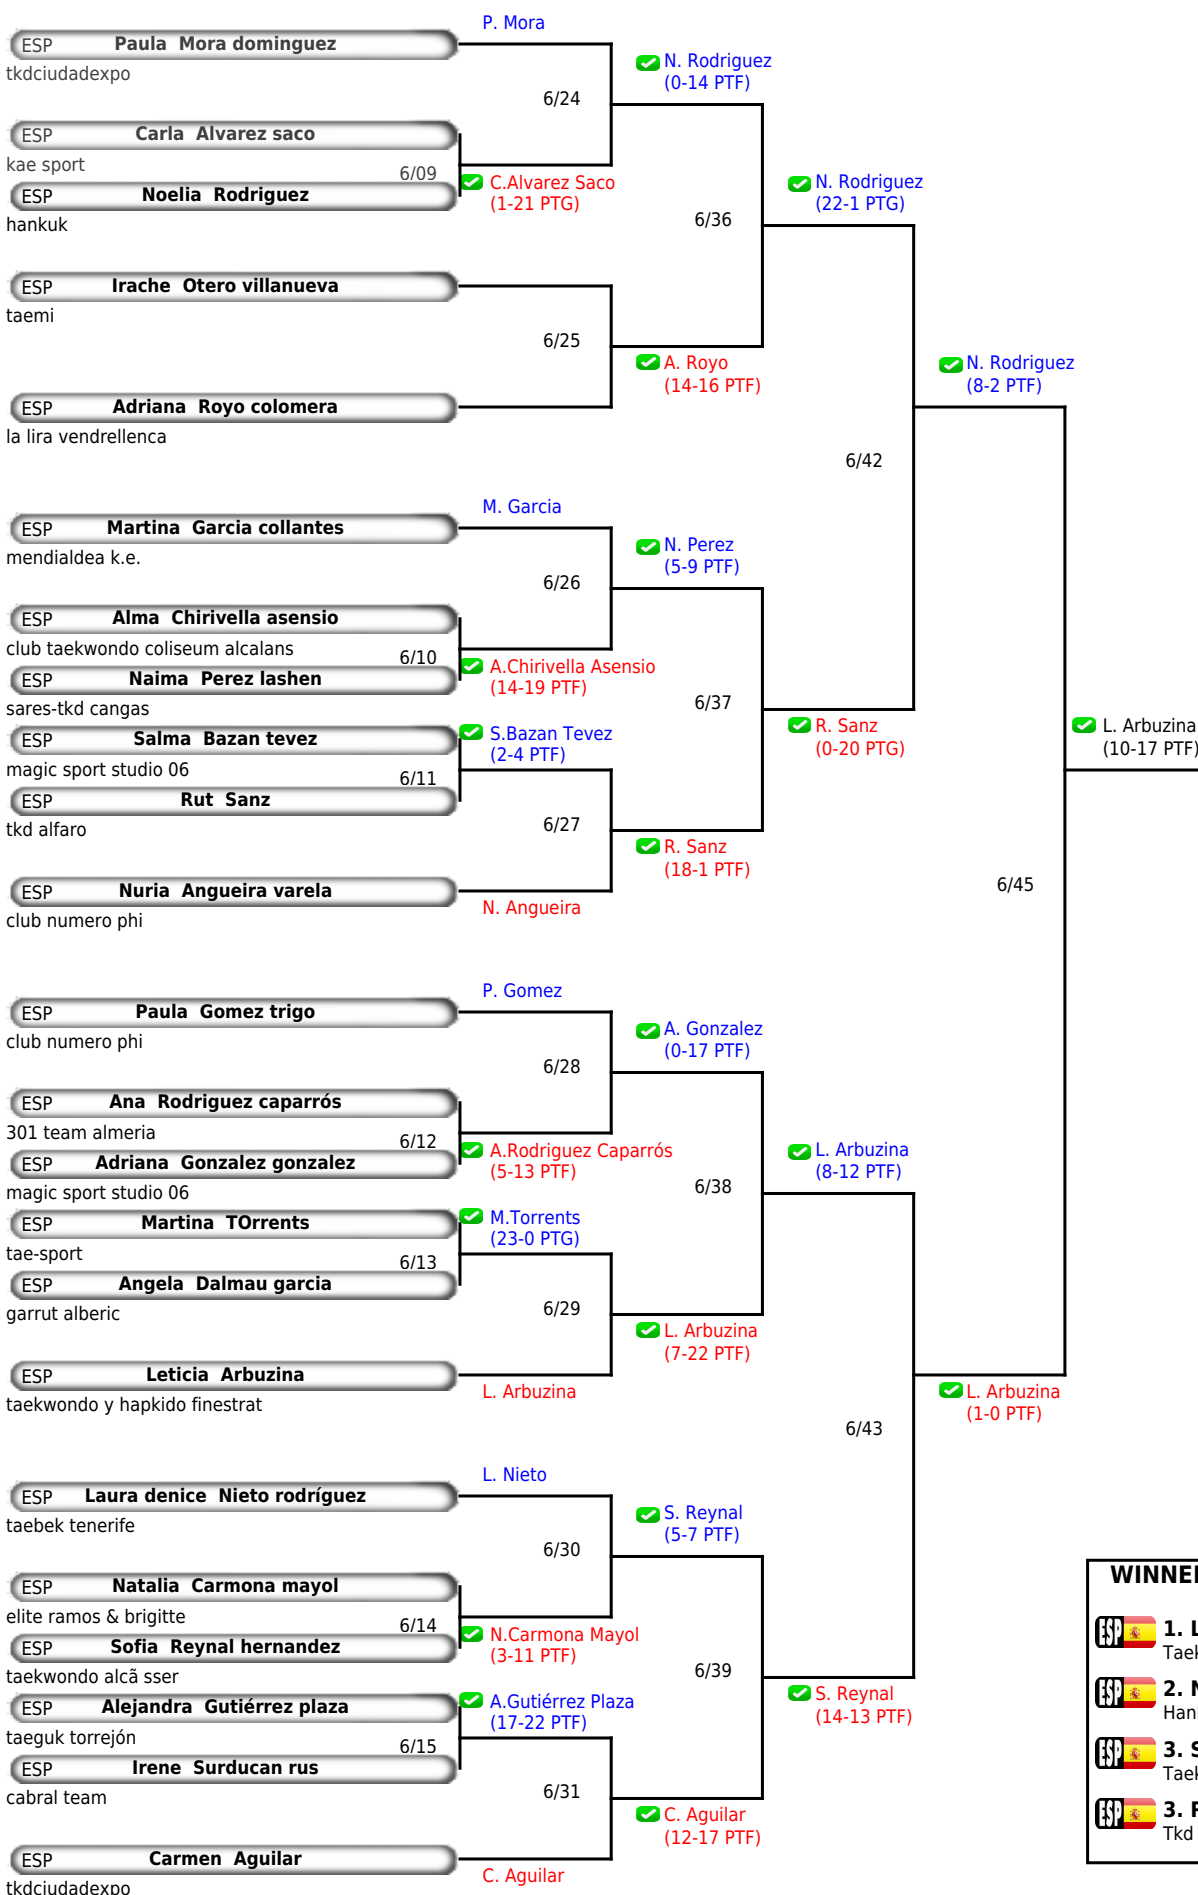 P. Mora
ESP Paula Mora dominguez
tkdciudadexpo
N. Rodriguez
(0-14 PTF)
6/24
ESP Carla Alvarez saco
kae sport
6/09
C.Alvarez Saco
(1-21 PTG)
ESP Noelia Rodriguez
hankuk
N. Rodriguez
(22-1 PTG)
6/36
ESP Irache Otero villanueva
taemi
6/25
A. Royo
(14-16 PTF)
N. Rodriguez
(8-2 PTF)
ESP Adriana Royo colomera
la lira vendrellenca
6/42
M. Garcia
ESP Martina Garcia collantes
mendialdea k.e.
N. Perez
(5-9 PTF)
6/26
ESP Alma Chirivella asensio
club taekwondo coliseum alcalans
6/10
A.Chirivella Asensio
(14-19 PTF)
ESP Naima Perez lashen
sares-tkd cangas
6/37
R. Sanz
(0-20 PTG)
L. Arbuzina
(10-17 PTF)
ESP Salma Bazan tevez
magic sport studio 06
S.Bazan Tevez
(2-4 PTF)
6/11
ESP Rut Sanz
tkd alfaro
6/27
R. Sanz
(18-1 PTF)
ESP Nuria Angueira varela
club numero phi
N. Angueira
6/45
P. Gomez
ESP Paula Gomez trigo
club numero phi
A. Gonzalez
(0-17 PTF)
6/28
ESP Ana Rodriguez caparrós
301 team almeria
6/12
A.Rodriguez Caparrós
(5-13 PTF)
ESP Adriana Gonzalez gonzalez
magic sport studio 06
L. Arbuzina
(8-12 PTF)
6/38
ESP Martina TOrrents
tae-sport
M.Torrents
(23-0 PTG)
6/13
ESP Angela Dalmau garcia
garrut alberic
6/29
L. Arbuzina
(7-22 PTF)
ESP Leticia Arbuzina
taekwondo y hapkido finestrat
L. Arbuzina
L. Arbuzina
(1-0 PTF)
6/43
L. Nieto
ESP Laura denice Nieto rodríguez
taebek tenerife
S. Reynal
(5-7 PTF)
6/30
ESP Natalia Carmona mayol
elite ramos & brigitte
6/14
N.Carmona Mayol
(3-11 PTF)
ESP Sofia Reynal hernandez
taekwondo alcã sser
6/39
S. Reynal
(14-13 PTF)
ESP Alejandra Gutiérrez plaza
taeguk torrejón
A.Gutiérrez Plaza
(17-22 PTF)
6/15
ESP Irene Surducan rus
cabral team
6/31
C. Aguilar
(12-17 PTF)
ESP Carmen Aguilar
tkdciudadexpo
C. Aguilar
ESP 1. L
ESP 2. N
ESP 3. S
ESP 3.
Tkd